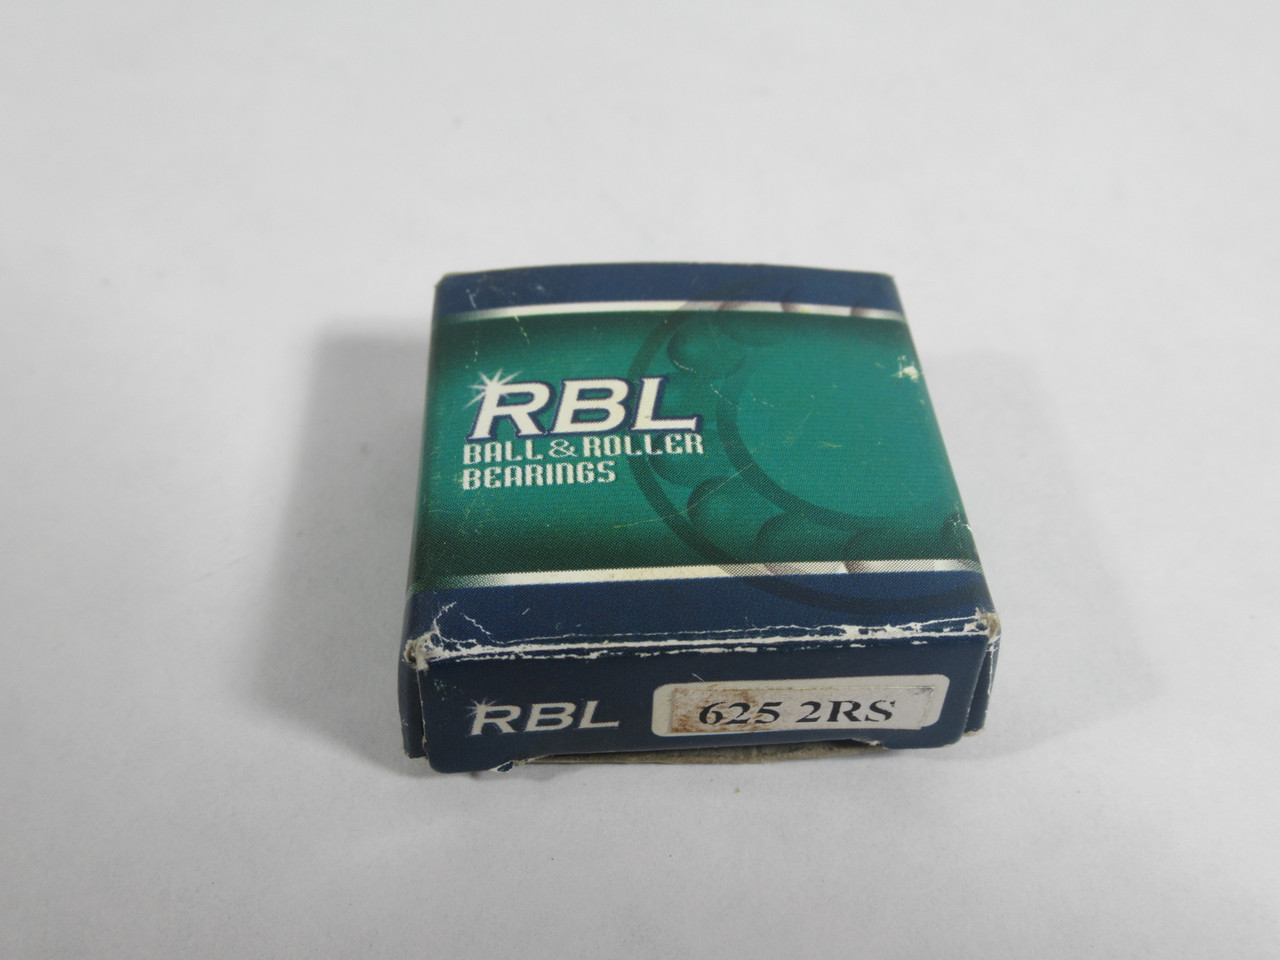 RBL
BALL & ROLLER
BEARINGS
RBL
625 2RS